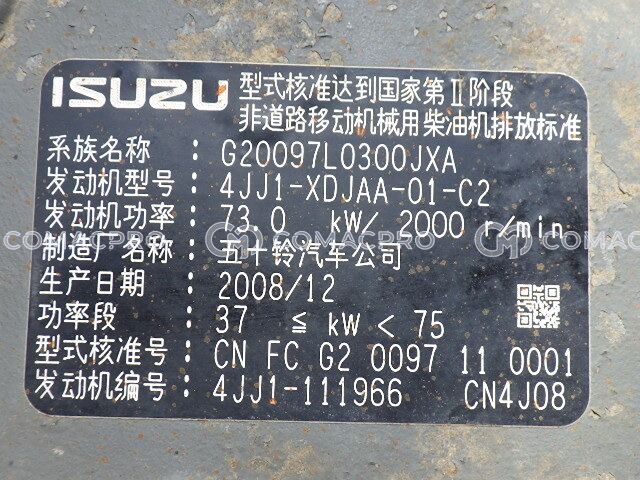 ISUZU 型式核准达到国家第Ⅱ阶段
非道路移动机械用柴油机排放标准
系族名称: G20097L0300JXA
发动机型号: 4JJ1-XDJAA-01-C2
发动机功率: 73.0 kW/ 2000 r/min
制造厂名称: 五十铃汽车公司
生产日期: 2008/12
功率段: 37 ≦ kW < 75
型式核准号: CN FC G2 0097 11 0001
发动机编号: 4JJ1-111966 CN4J08
COMACPRO COMACPRO COMACPRO